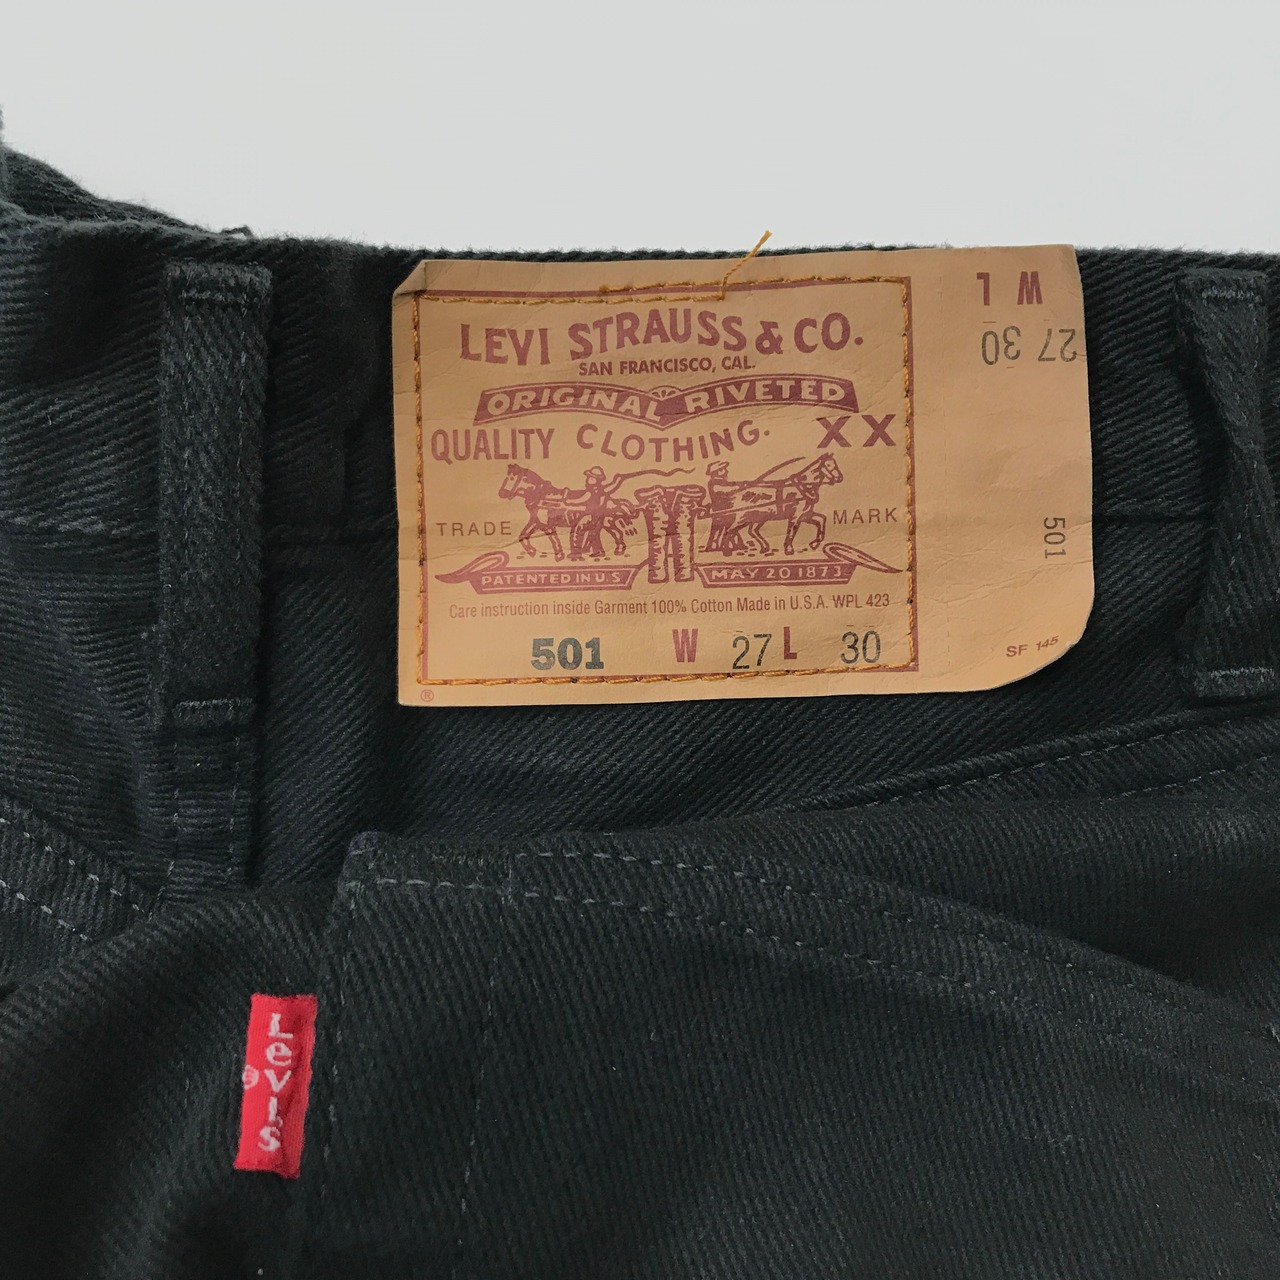 LEVI STRAUSS & CO.
SAN FRANCISCO, CAL.
ORIGINAL RIVETED
QUALITY CLOTHING. XX
TRADE MARK
PATENTED IN U.S MAY 20 1873
Care instruction inside Garment 100% Cotton Made in U.S.A. WPL 423
501 W 27 L 30
®
W L
27 30
501
SF 145
Levi's ®